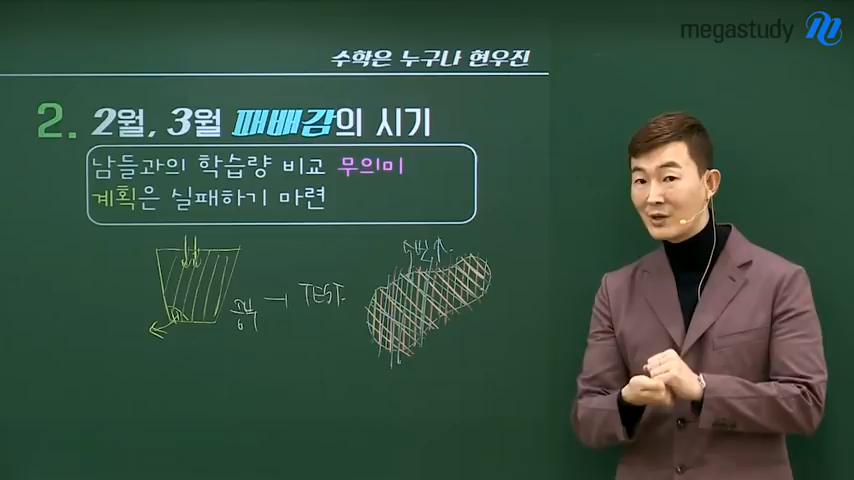 megastudy
수학은 누구나 현우진
2. 2월, 3월 패배감의 시기
남들과의 학습량 비교 무의미
계획은 실패하기 마련
TEST